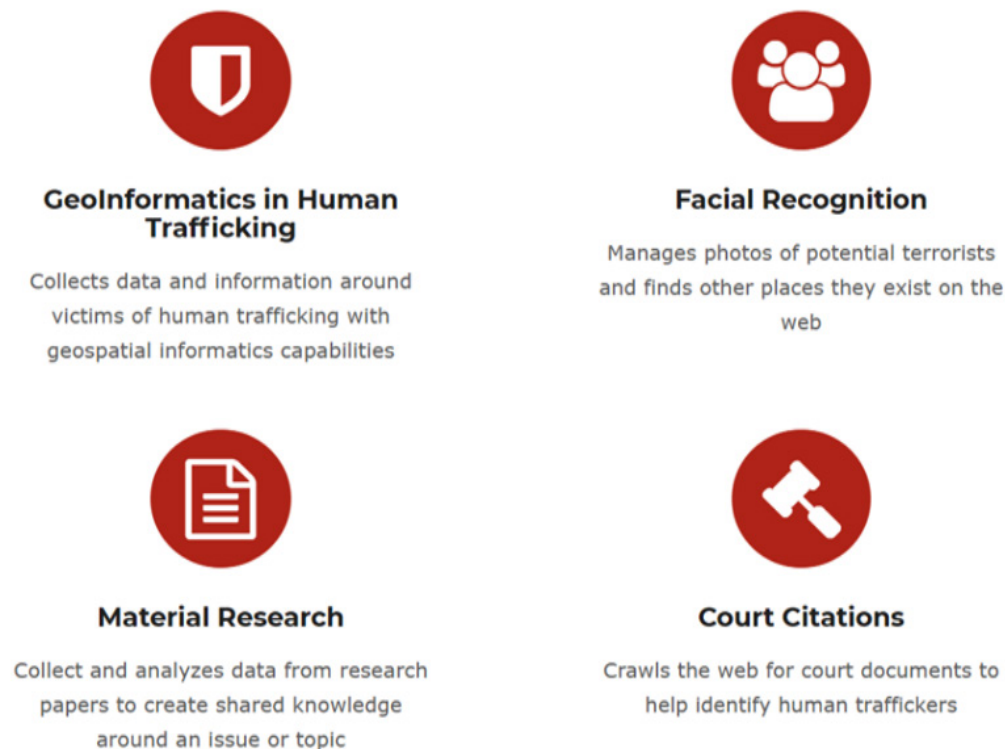 GeoInformatics in Human
Trafficking
Collects data and information around
victims of human trafficking with
geospatial informatics capabilities
Facial Recognition
Manages photos of potential terrorists
and finds other places they exist on the
web
Material Research
Collect and analyzes data from research
papers to create shared knowledge
around an issue or topic
Court Citations
Crawls the web for court documents to
help identify human traffickers